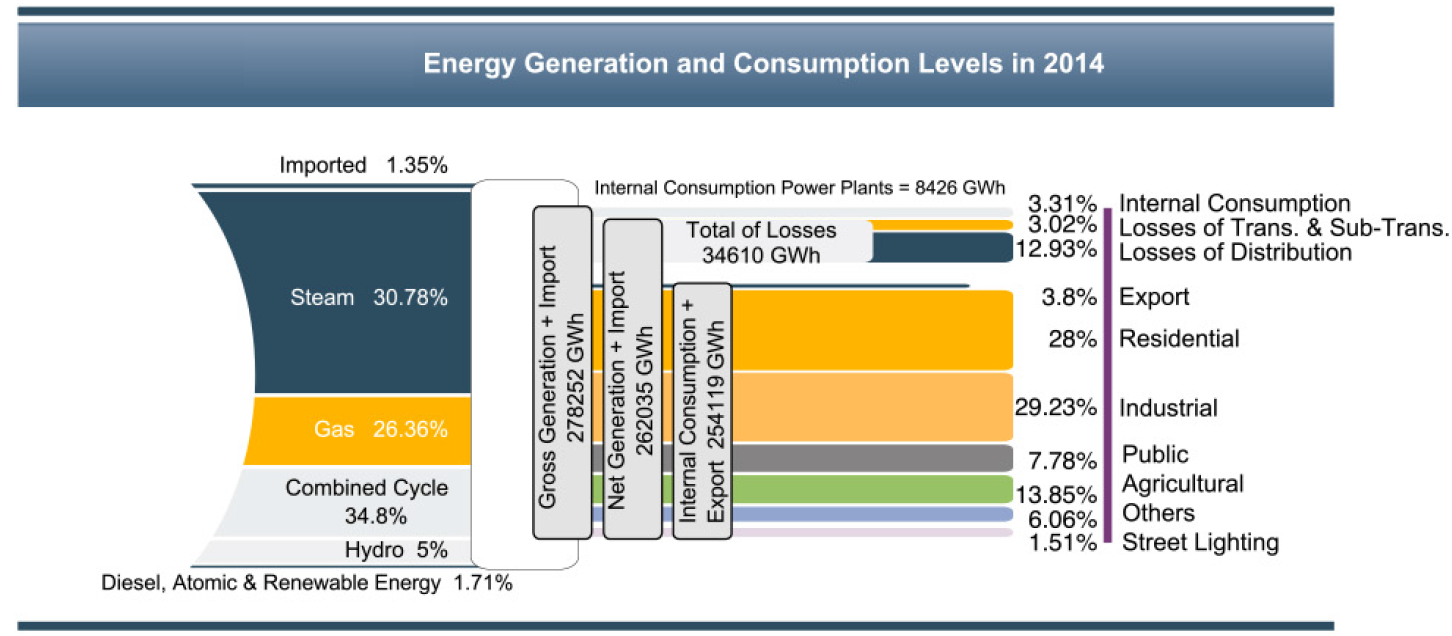 Energy Generation and Consumption Levels in 2014
Imported 1.35%
Steam 30.78%
Gas 26.36%
Combined Cycle
34.8%
Hydro 5%
Diesel, Atomic & Renewable Energy 1.71%
Gross Generation + Import
278252 GWh
Net Generation + Import
262035 GWh
Internal Consumption +
Export 254119 GWh
Internal Consumption Power Plants = 8426 GWh
Total of Losses
34610 GWh
3.31% Internal Consumption
3.02% Losses of Trans. & Sub-Trans.
12.93% Losses of Distribution
3.8% Export
28% Residential
29.23% Industrial
7.78% Public
13.85% Agricultural
6.06% Others
1.51% Street Lighting